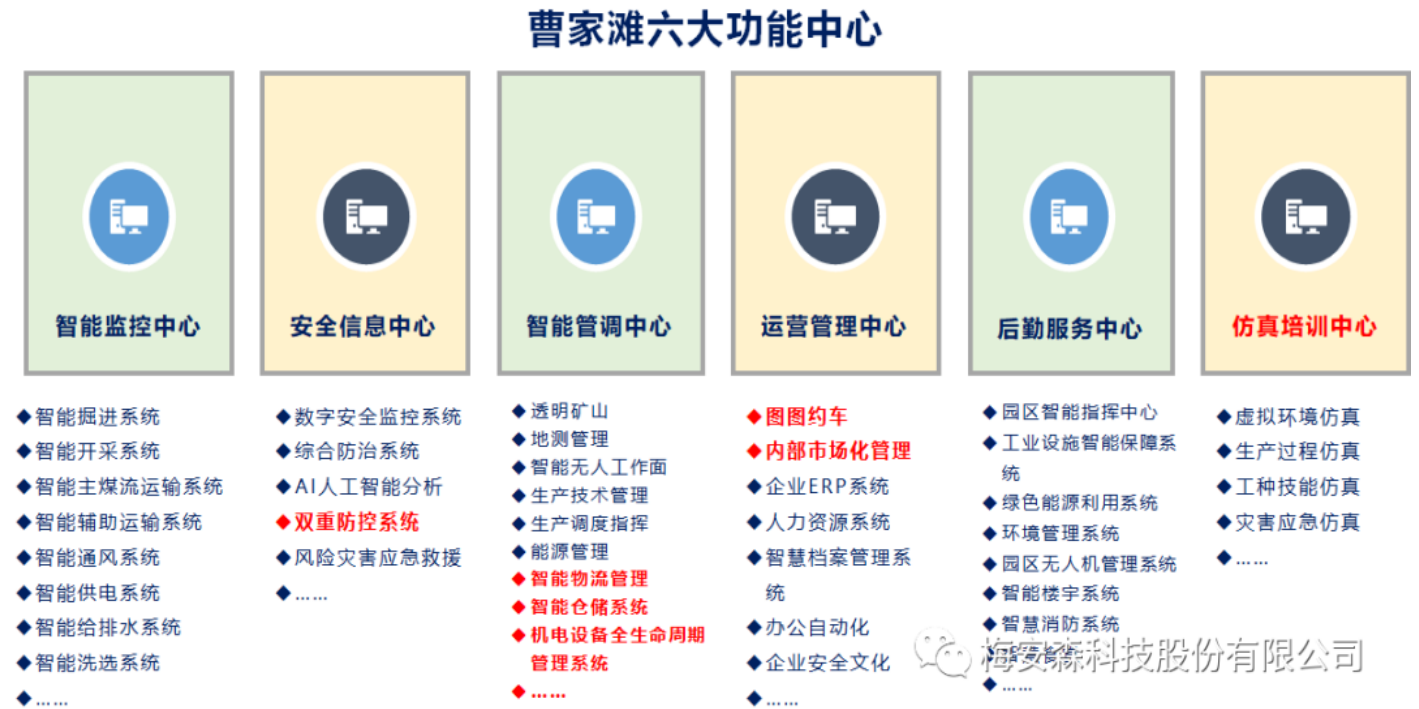 曹家滩六大功能中心
智能监控中心
智能掘进系统
智能开采系统
智能主煤流运输系统
智能辅助运输系统
智能通风系统
智能供电系统
智能给排水系统
智能洗选系统
……
安全信息中心
数字安全监控系统
综合防治系统
AI人工智能分析
双重防控系统
风险灾害应急救援
……
智能管调中心
透明矿山
地测管理
智能无人工作面
生产技术管理
生产调度指挥
能源管理
智能物流管理
智能仓储系统
机电设备全生命周期
管理系统
……
运营管理中心
图图约车
内部市场化管理
企业ERP系统
人力资源系统
智慧档案管理系
统
办公自动化
企业安全文化
……
后勤服务中心
园区智能指挥中心
工业设施智能保障系
统
绿色能源利用系统
环境管理系统
园区无人机管理系统
智能楼宇系统
智慧消防系统
……
仿真培训中心
虚拟环境仿真
生产过程仿真
工种技能仿真
灾害应急仿真
……
梅安森科技股份有限公司